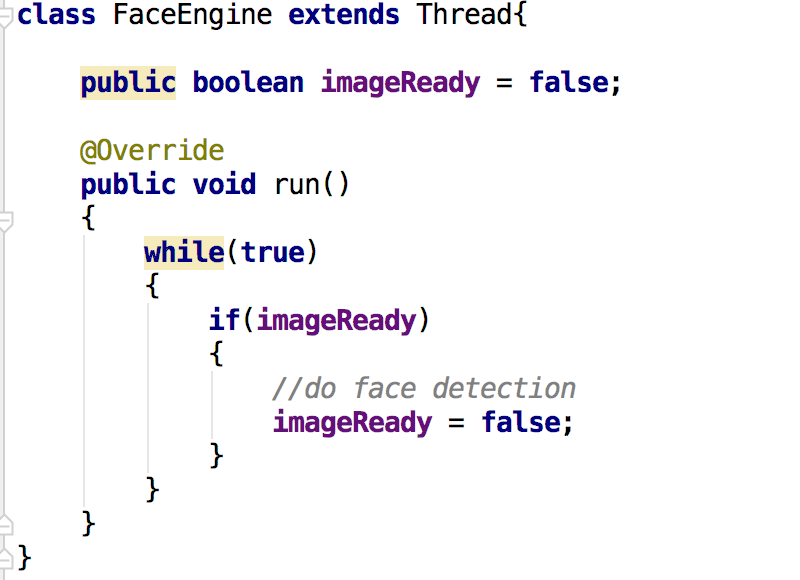 class FaceEngine extends Thread{
public boolean imageReady = false;
@Override
public void run()
{
while(true)
{
if(imageReady)
{
//do face detection
imageReady = false;
}
}
}
}